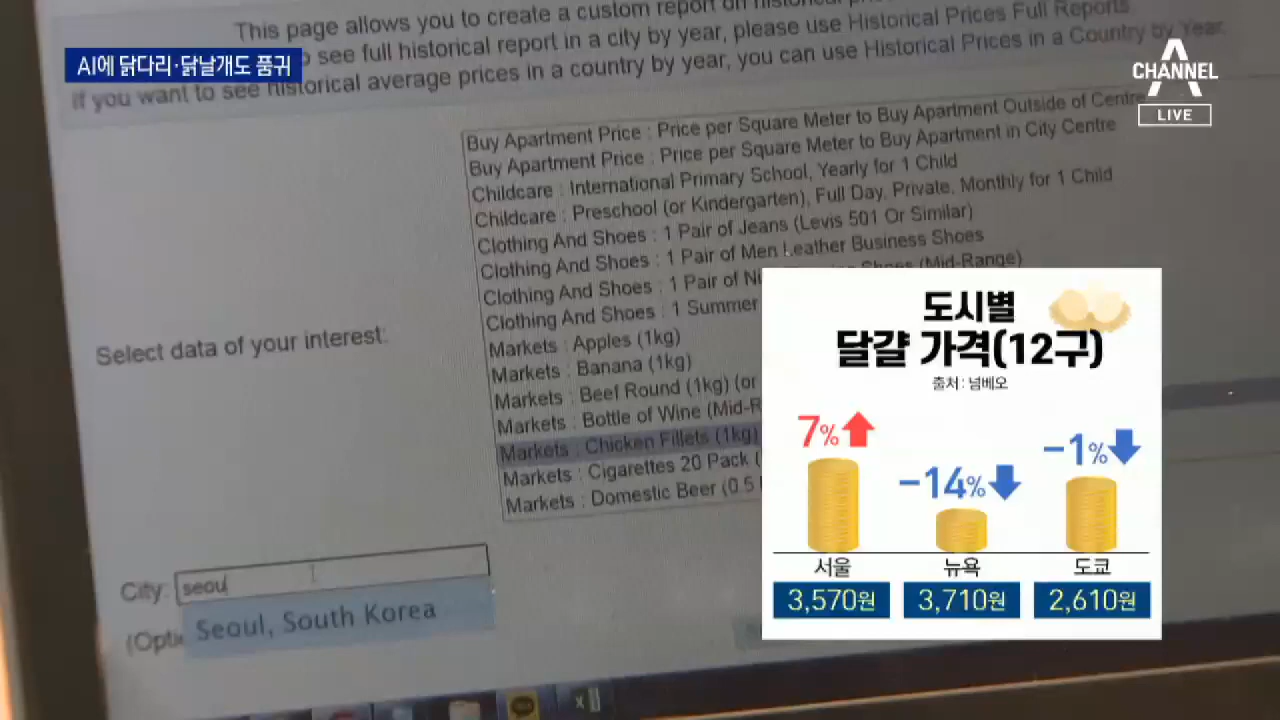 This page allows you to create a custom report on historical
AI에 닭다리·닭날개도 품귀
see full historical report in a city by year, please use Historical Prices Full Reports
If you want to see historical average prices in a country by year, you can use Historical Prices in a Country by Year.
CHANNEL A
LIVE
Select data of your interest:
Buy Apartment Price : Price per Square Meter to Buy Apartment Outside of Centre
Buy Apartment Price : Price per Square Meter to Buy Apartment in City Centre
Childcare : International Primary School, Yearly for 1 Child
Childcare : Preschool (or Kindergarten), Full Day, Private, Monthly for 1 Child
Clothing And Shoes : 1 Pair of Jeans (Levis 501 Or Similar)
Clothing And Shoes : 1 Pair of Men Leather Business Shoes
Clothing And Shoes : 1 Pair of Shoes (Mid-Range)
Clothing And Shoes : 1 Summer
Markets : Apples (1kg)
Markets : Banana (1kg)
Markets : Beef Round (1kg) (or
Markets : Bottle of Wine (Mid-R
Markets : Chicken Fillets (1kg)
Markets : Cigarettes 20 Pack (
Markets : Domestic Beer (0.5
City: seoul
Seoul, South Korea
도시별
달걀 가격(12구)
출처 : 넘베오
7% -14% -1%
서울 뉴욕 도쿄
3,570원 3,710원 2,610원